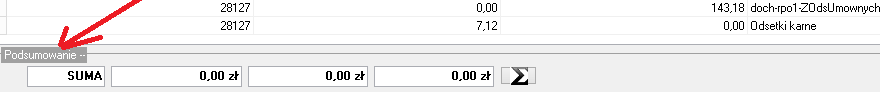 28127 0,00 143,18 doch-rpo1-ZOdsUmownych
28127 7,12 0,00 Odsetki karne
Podsumowanie --
SUMA 0,00 zł 0,00 zł 0,00 zł Σ